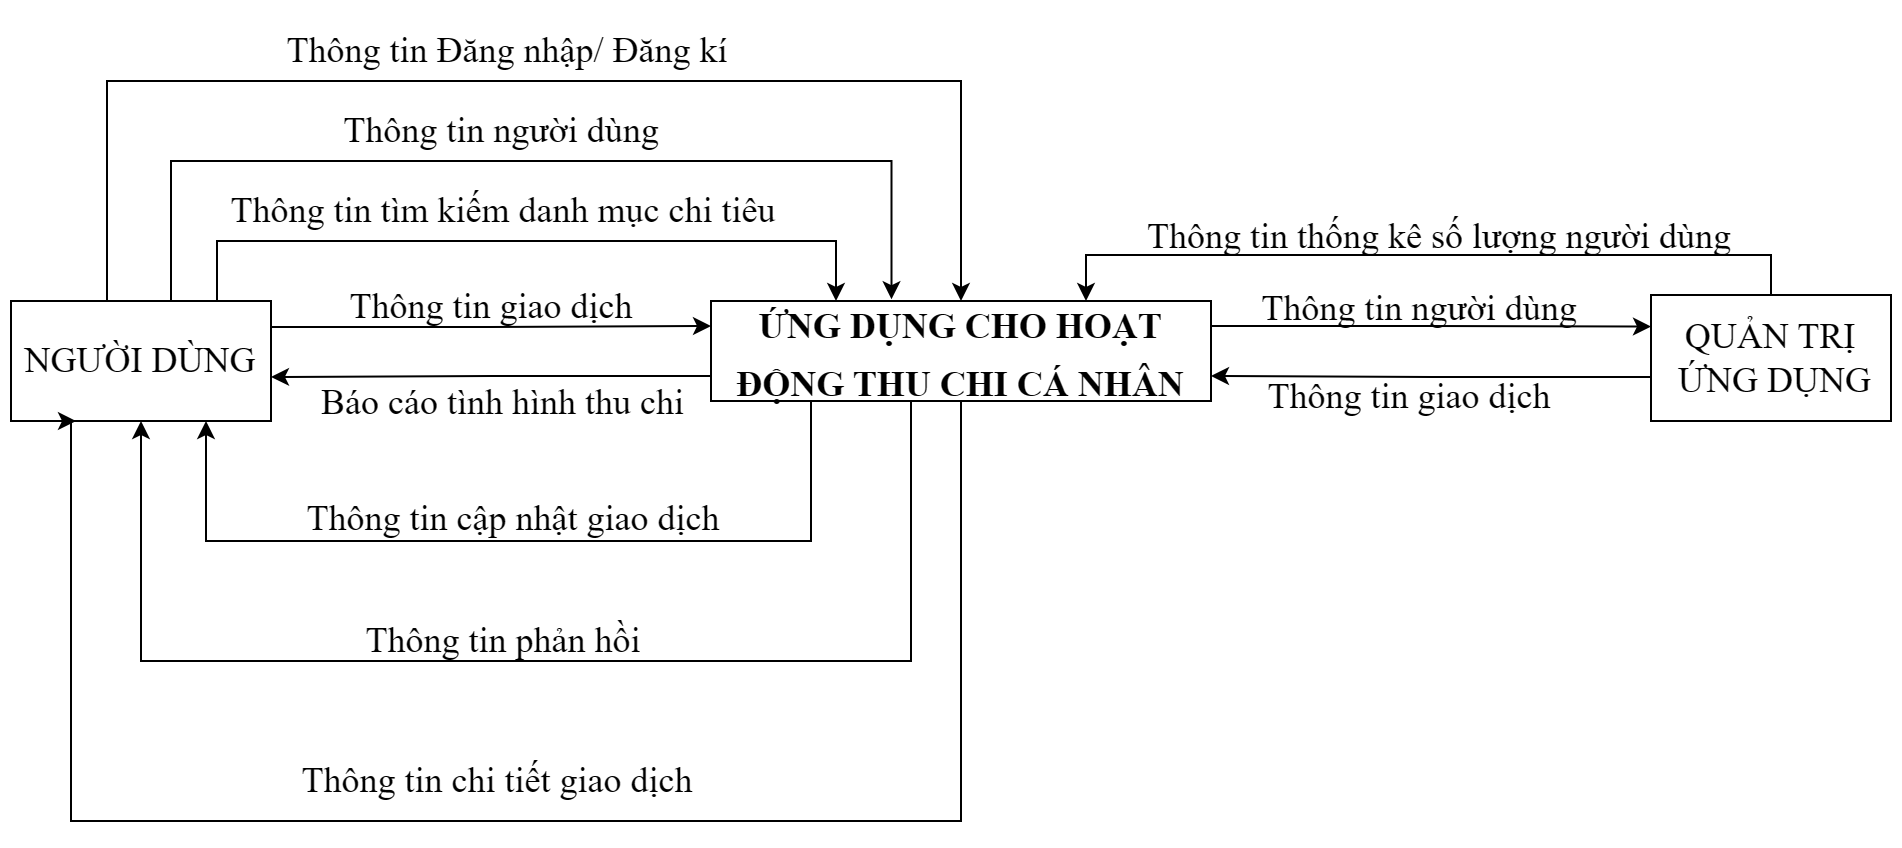 Thông tin Đăng nhập/ Đăng kí
Thông tin người dùng
Thông tin tìm kiếm danh mục chi tiêu
Thông tin thống kê số lượng người dùng
Thông tin giao dịch
Thông tin người dùng
NGƯỜI DÙNG
ỨNG DỤNG CHO HOẠT
ĐỘNG THU CHI CÁ NHÂN
QUẢN TRỊ
ỨNG DỤNG
Báo cáo tình hình thu chi
Thông tin giao dịch
Thông tin cập nhật giao dịch
Thông tin phản hồi
Thông tin chi tiết giao dịch